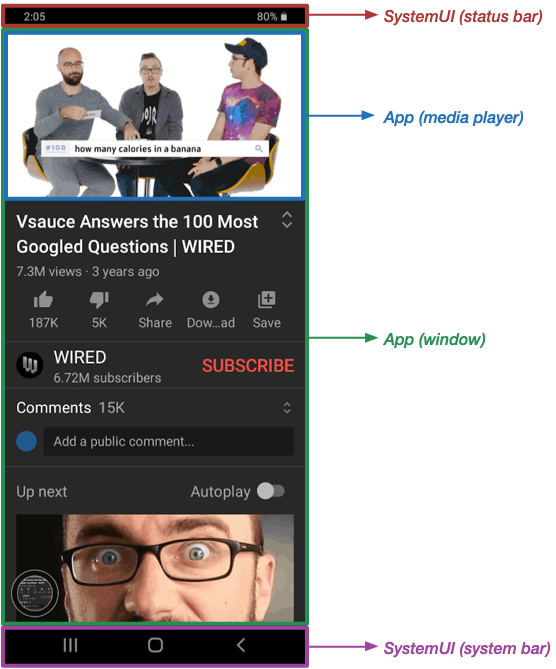 2:05 80%
SystemUI (status bar)
App (media player)
#100 how many calories in a banana
Vsauce Answers the 100 Most
Googled Questions | WIRED
7.3M views · 3 years ago
187K 5K Share Dow...ad Save
App (window)
WIRED
6.72M subscribers
SUBSCRIBE
Comments 15K
Add a public comment...
Up next Autoplay
SystemUI (system bar)